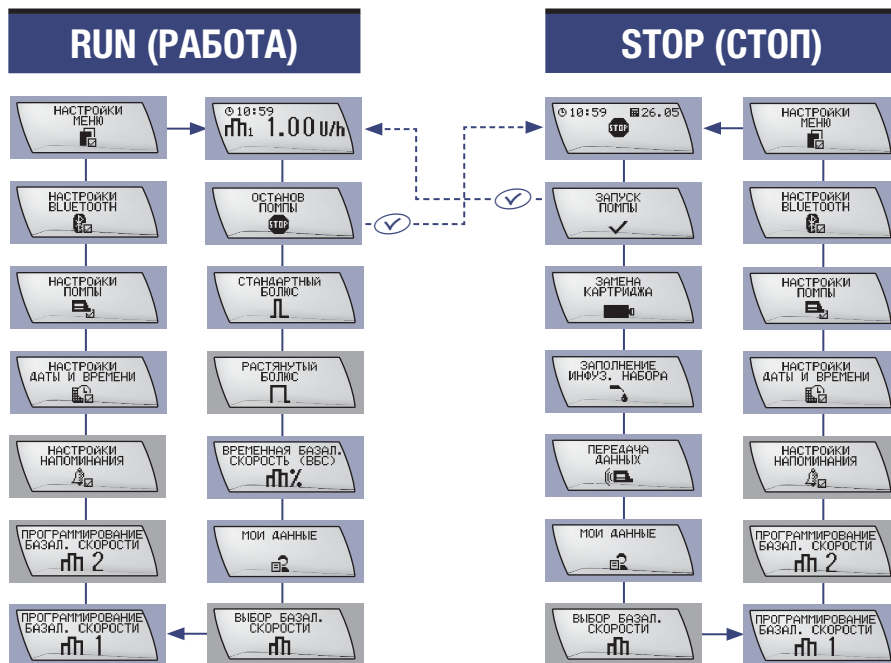 RUN (РАБОТА)
НАСТРОЙКИ
МЕНЮ
10:59
1 1.00 U/h
НАСТРОЙКИ
BLUETOOTH
ОСТАНОВ
ПОМПЫ
STOP
НАСТРОЙКИ
ПОМПЫ
СТАНДАРТНЫЙ
БОЛЮС
НАСТРОЙКИ
ДАТЫ И ВРЕМЕНИ
РАСТЯНУТЫЙ
БОЛЮС
НАСТРОЙКИ
НАПОМИНАНИЯ
ВРЕМЕННАЯ БАЗАЛ.
СКОРОСТЬ (ВБС)
%
ПРОГРАММИРОВАНИЕ
БАЗАЛ. СКОРОСТИ
2
МОИ ДАННЫЕ
ПРОГРАММИРОВАНИЕ
БАЗАЛ. СКОРОСТИ
1
ВЫБОР БАЗАЛ.
СКОРОСТИ
STOP (СТОП)
10:59 26.05
STOP
НАСТРОЙКИ
МЕНЮ
ЗАПУСК
ПОМПЫ
НАСТРОЙКИ
BLUETOOTH
ЗАМЕНА
КАРТРИДЖА
НАСТРОЙКИ
ПОМПЫ
ЗАПОЛНЕНИЕ
ИНФУЗ. НАБОРА
НАСТРОЙКИ
ДАТЫ И ВРЕМЕНИ
ПЕРЕДАЧА
ДАННЫХ
НАСТРОЙКИ
НАПОМИНАНИЯ
МОИ ДАННЫЕ
ПРОГРАММИРОВАНИЕ
БАЗАЛ. СКОРОСТИ
2
ВЫБОР БАЗАЛ.
СКОРОСТИ
ПРОГРАММИРОВАНИЕ
БАЗАЛ. СКОРОСТИ
1